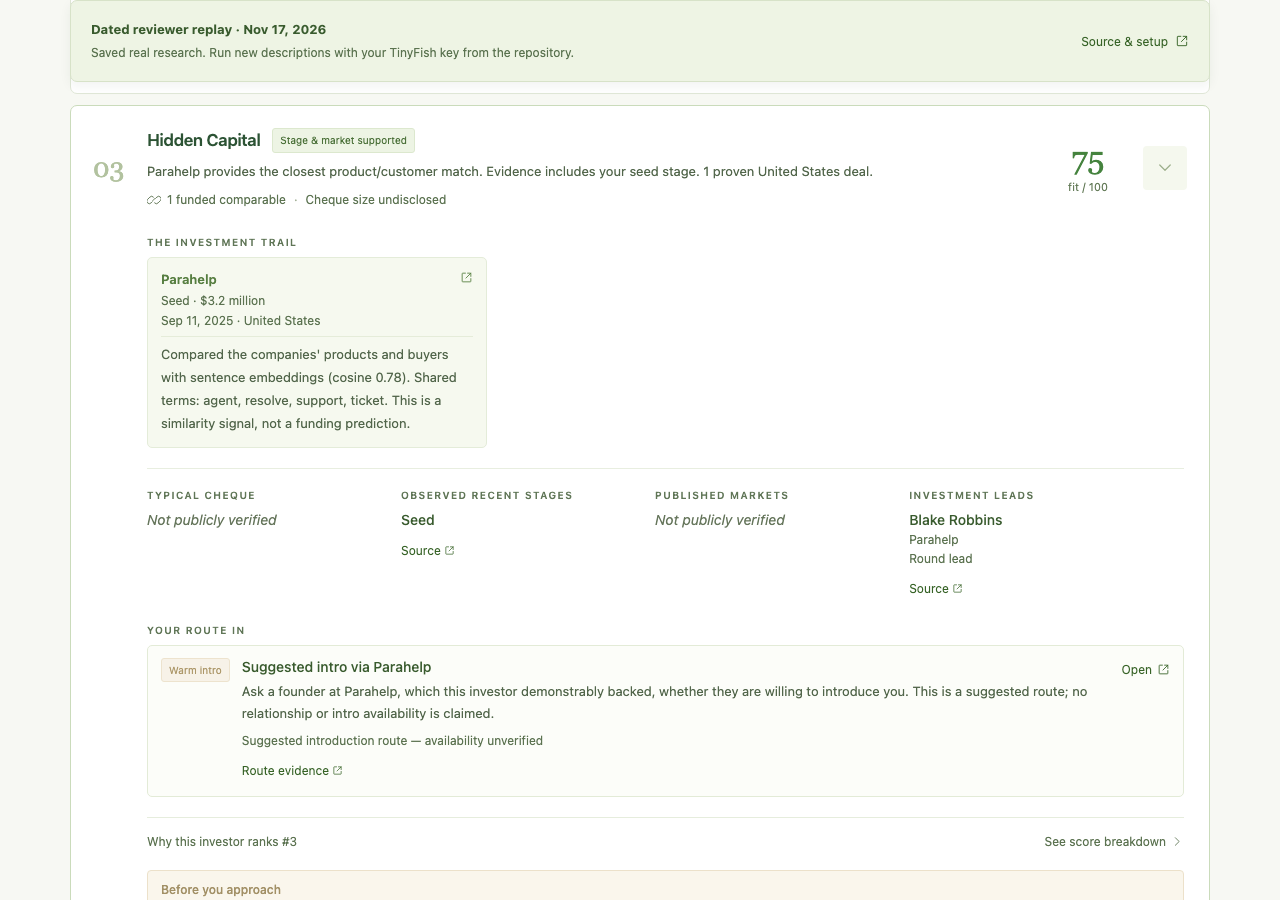 Dated reviewer replay · Nov 17, 2026
Saved real research. Run new descriptions with your TinyFish key from the repository.
Source & setup
03
Hidden Capital
Stage & market supported
Parahelp provides the closest product/customer match. Evidence includes your seed stage. 1 proven United States deal.
1 funded comparable · Cheque size undisclosed
75
fit / 100
THE INVESTMENT TRAIL
Parahelp
Seed · $3.2 million
Sep 11, 2025 · United States
Compared the companies' products and buyers
with sentence embeddings (cosine 0.78). Shared
terms: agent, resolve, support, ticket. This is a
similarity signal, not a funding prediction.
TYPICAL CHEQUE
Not publicly verified
OBSERVED RECENT STAGES
Seed
Source
PUBLISHED MARKETS
Not publicly verified
INVESTMENT LEADS
Blake Robbins
Parahelp
Round lead
Source
YOUR ROUTE IN
Warm intro
Suggested intro via Parahelp
Open
Ask a founder at Parahelp, which this investor demonstrably backed, whether they are willing to introduce you. This is a suggested route; no
relationship or intro availability is claimed.
Suggested introduction route — availability unverified
Route evidence
Why this investor ranks #3
See score breakdown
Before you approach